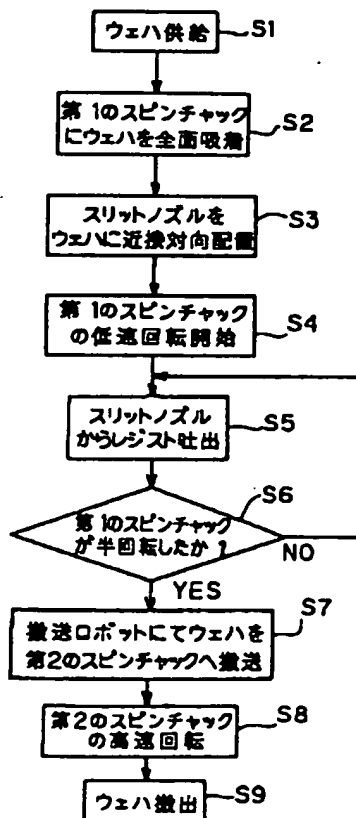 ウェハ供給
S1
第1のスピンチャック
にウェハを全面吸着
S2
スリットノズルを
ウェハに近接対向配置
S3
第1のスピンチャック
の低速回転開始
S4
スリットノズル
からレジスト吐出
S5
第1のスピンチャック
が半回転したか?
S6
NO
YES
搬送ロボットにてウェハを
第2のスピンチャックへ搬送
S7
第2のスピンチャック
の高速回転
S8
ウェハ搬出
S9